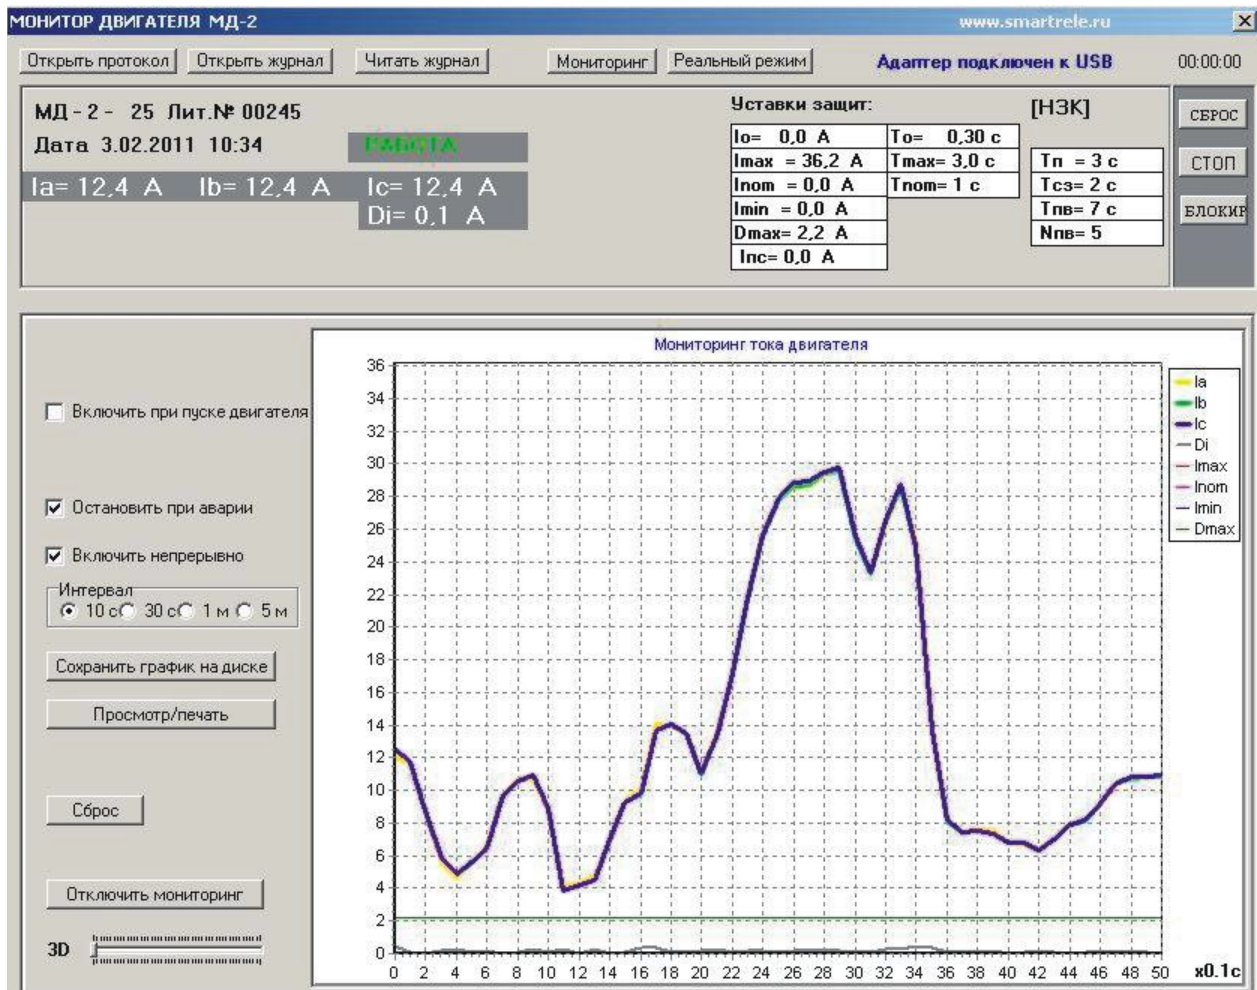 МОНИТОР ДВИГАТЕЛЯ МД-2 www.smartrele.ru
Открыть протокол Открыть журнал Читать журнал Мониторинг Реальный режим Адаптер подключен к USB 00:00:00
МД - 2 - 25 Лит.№ 00245
Дата 3.02.2011 10:34 РАБОТА
Ia= 12,4 А Ib= 12,4 А Ic= 12,4 А
Di= 0,1 А
Уставки защит: [НЗК]
Io= 0,0 А To= 0,30 с
Imax = 36,2 А Tmax= 3,0 с Тп = 3 с
Inom = 0,0 А Tnom= 1 с Тсз= 2 с
Imin = 0,0 А Тпв= 7 с
Dmax= 2,2 А Nпв= 5
Iпс= 0,0 А
СБРОС
СТОП
БЛОКИР
Включить при пуске двигателя
Остановить при аварии
Включить непрерывно
Интервал
10 с 30 с 1 м 5 м
Сохранить график на диске
Просмотр/печать
Сброс
Отключить мониторинг
3D
Мониторинг тока двигателя
36
34
32
30
28
26
24
22
20
18
16
14
12
10
8
6
4
2
0
0 2 4 6 8 10 12 14 16 18 20 22 24 26 28 30 32 34 36 38 40 42 44 46 48 50 x0.1с
Ia
Ib
Ic
Di
Imax
Inom
Imin
Dmax